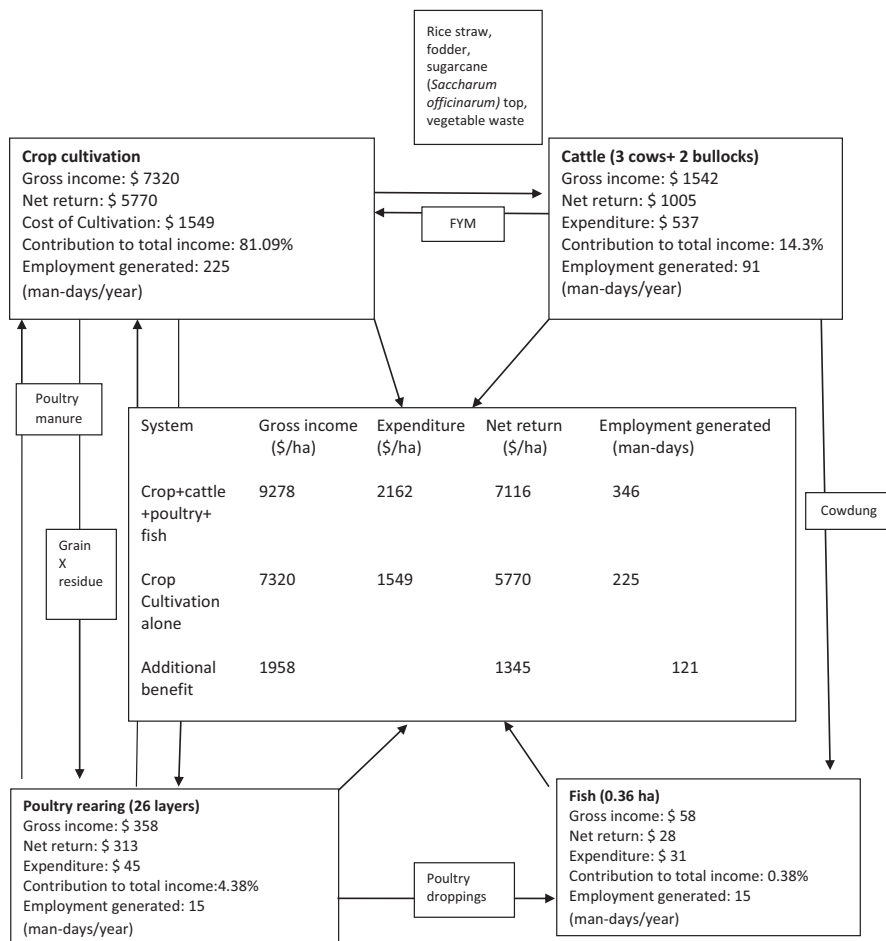 Rice straw,
fodder,
sugarcane
(Saccharum
officinarum) top,
vegetable waste
Crop cultivation
Gross income: $ 7320
Net return: $ 5770
Cost of Cultivation: $ 1549
Contribution to total income: 81.09%
Employment generated: 225
(man-days/year)
FYM
Cattle (3 cows+ 2 bullocks)
Gross income: $ 1542
Net return: $ 1005
Expenditure: $ 537
Contribution to total income: 14.3%
Employment generated: 91
(man-days/year)
Poultry
manure
Grain
X
residue
System Gross income Expenditure Net return Employment generated
($/ha) ($/ha) ($/ha) (man-days)
Crop+cattle 9278 2162 7116 346
+poultry+
fish
Crop 7320 1549 5770 225
Cultivation
alone
Additional 1958 1345 121
benefit
Cowdung
Poultry rearing (26 layers)
Gross income: $ 358
Net return: $ 313
Expenditure: $ 45
Contribution to total income:4.38%
Employment generated: 15
(man-days/year)
Poultry
droppings
Fish (0.36 ha)
Gross income: $ 58
Net return: $ 28
Expenditure: $ 31
Contribution to total income: 0.38%
Employment generated: 15
(man-days/year)